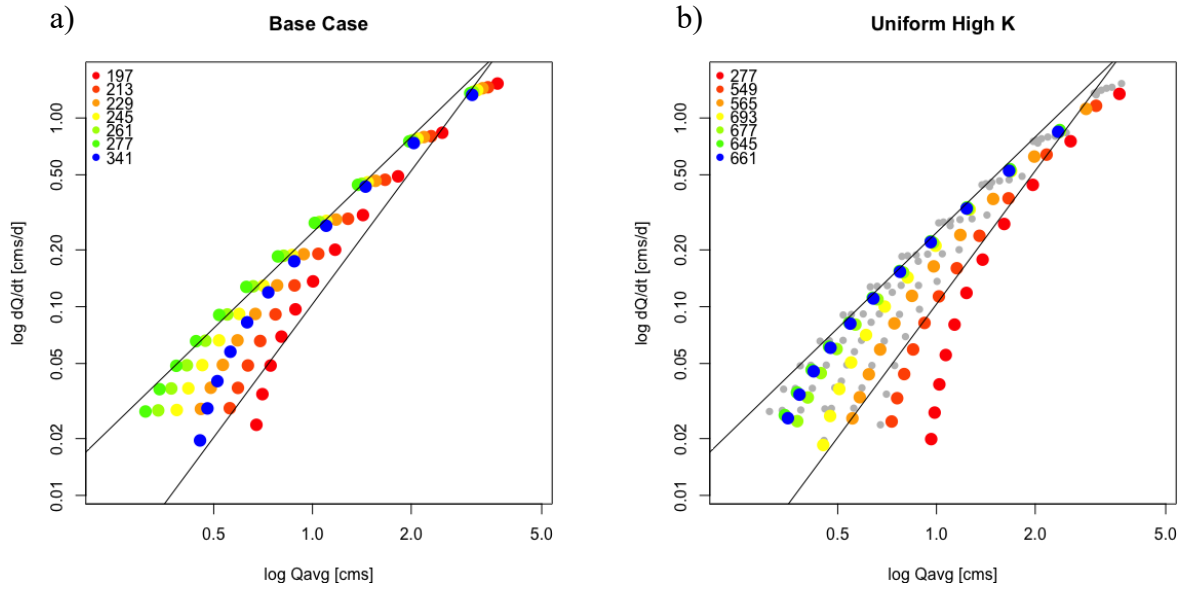 a)
Base Case
197
213
229
245
261
277
341
log dQ/dt [cms/d]
1.00
0.50
0.20
0.10
0.05
0.02
0.01
0.5 1.0 2.0 5.0
log Qavg [cms]
b)
Uniform High K
277
549
565
693
677
645
661
log dQ/dt [cms/d]
1.00
0.50
0.20
0.10
0.05
0.02
0.01
0.5 1.0 2.0 5.0
log Qavg [cms]